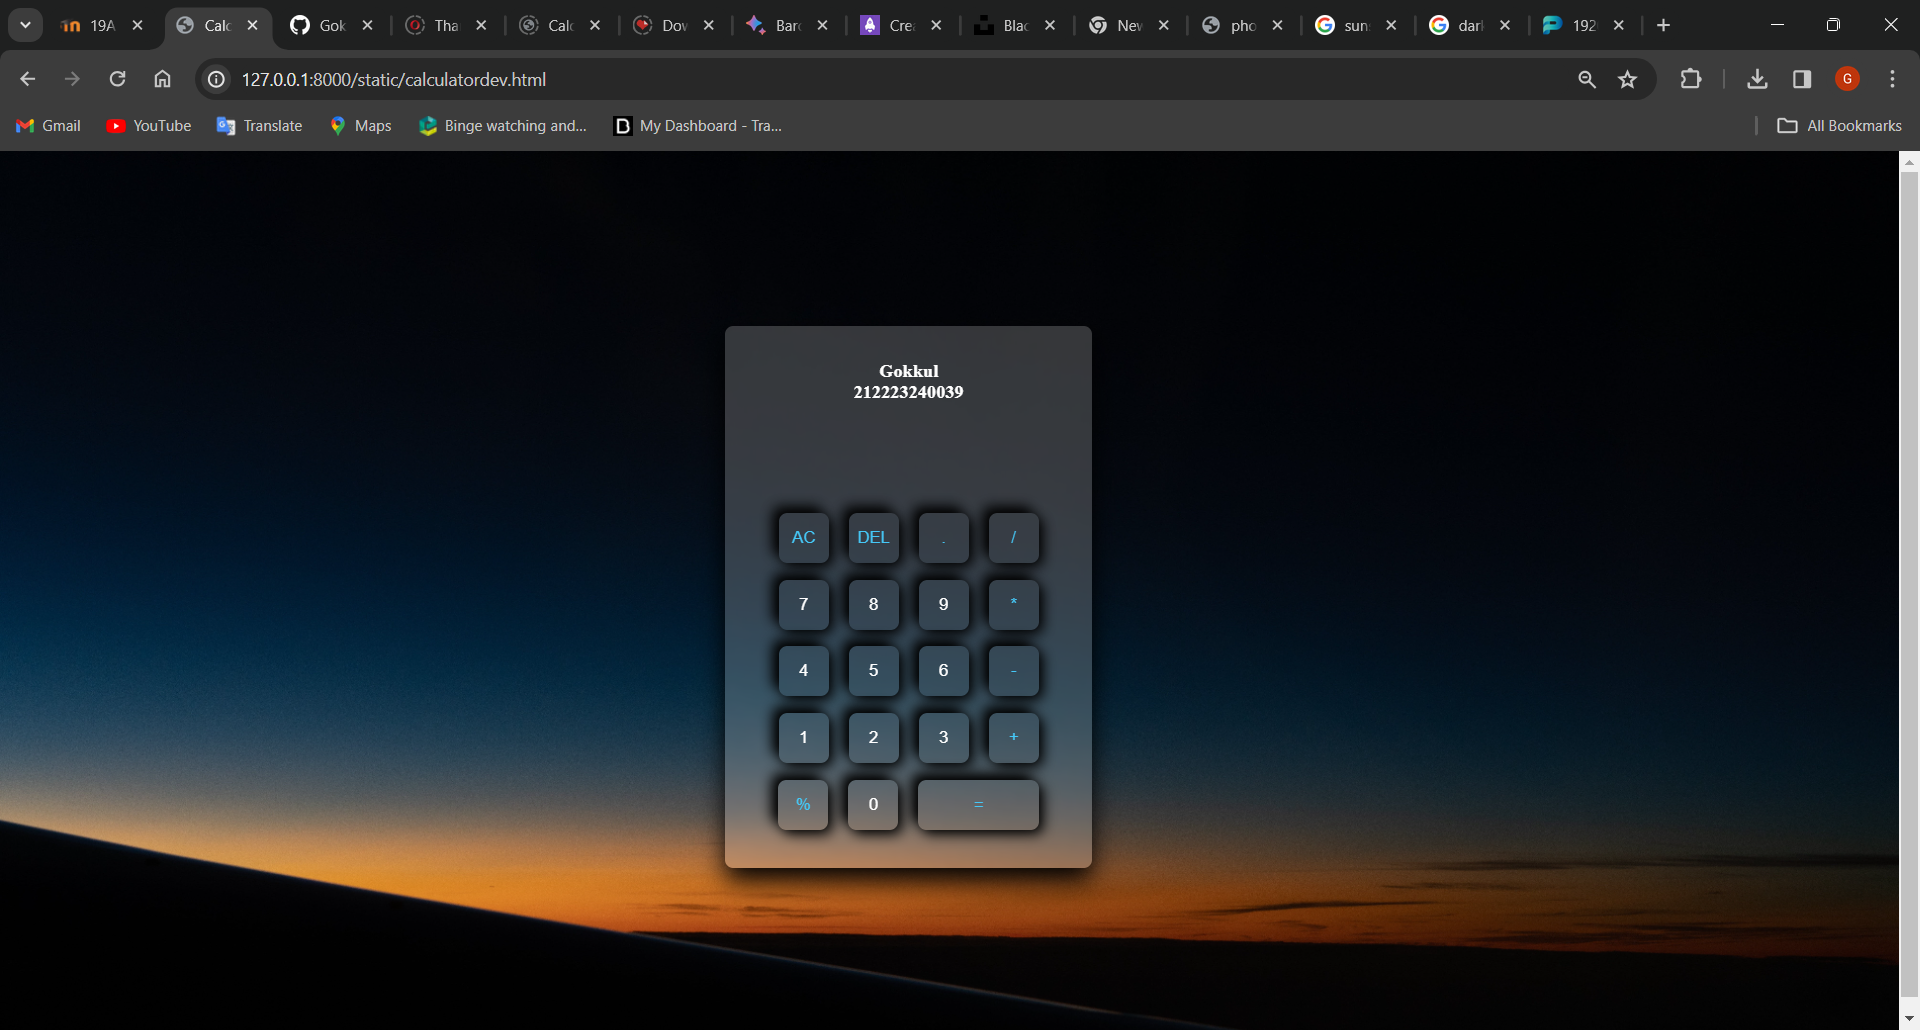 19A
Calc
Gok
Tha
Calc
Dov
Bard
Crea
Blac
New
pho
sun
dark
192
127.0.0.1:8000/static/calculatordev.html
G
Gmail
YouTube
Translate
Maps
Binge watching and...
My Dashboard - Tra...
All Bookmarks
Gokkul
212223240039
AC DEL . /
7 8 9 *
4 5 6 -
1 2 3 +
% 0 =